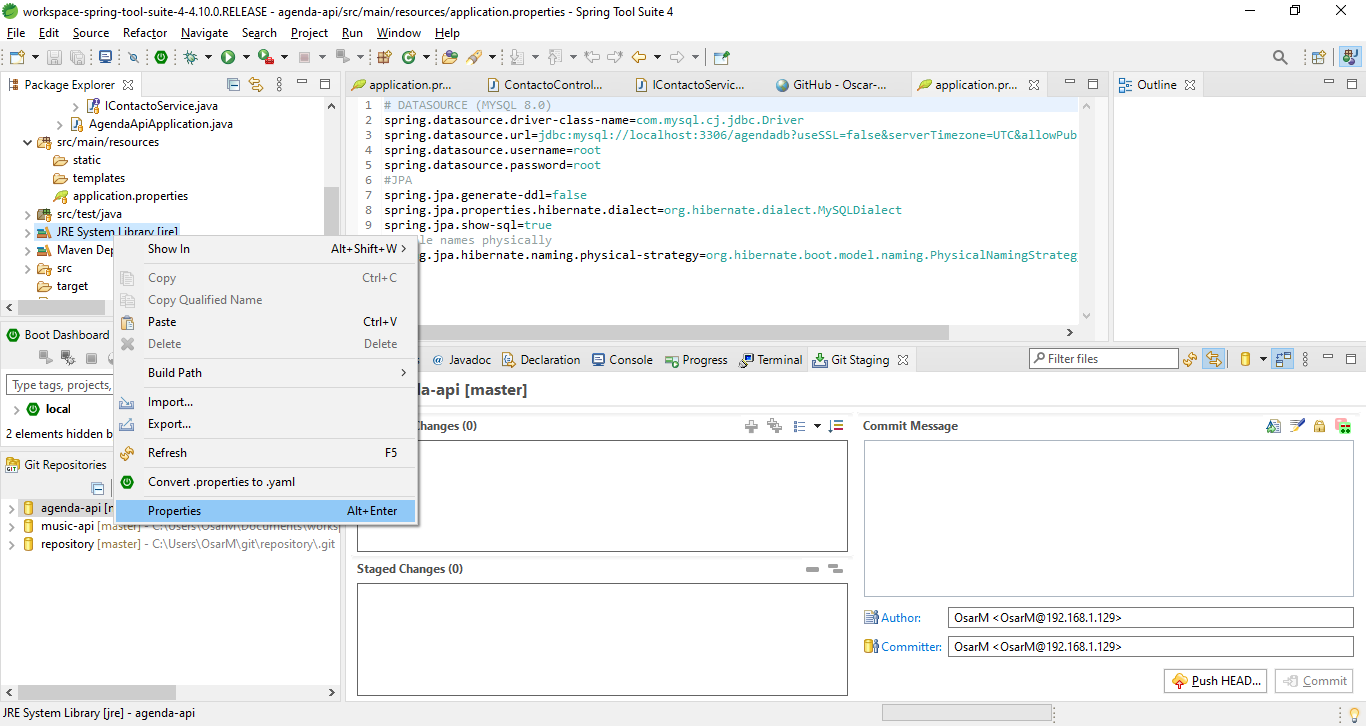 workspace-spring-tool-suite-4-4.10.0.RELEASE - agenda-api/src/main/resources/application.properties - Spring Tool Suite 4
File Edit Source Refactor Navigate Search Project Run Window Help
Package Explorer
IContactoService.java
AgendaApiApplication.java
src/main/resources
static
templates
application.properties
src/test/java
JRE System Library [jre]
Maven Dep
src
target
application.pr...
ContactoControl...
IContactoServic...
GitHub - Oscar-...
application.pr...
1 # DATASOURCE (MYSQL 8.0)
2 spring.datasource.driver-class-name=com.mysql.cj.jdbc.Driver
3 spring.datasource.url=jdbc:mysql://localhost:3306/agendadb?useSSL=false&serverTimezone=UTC&allowPub
4 spring.datasource.username=root
5 spring.datasource.password=root
6 #JPA
7 spring.jpa.generate-ddl=false
8 spring.jpa.properties.hibernate.dialect=org.hibernate.dialect.MySQLDialect
9 spring.jpa.show-sql=true
le names physically
g.jpa.hibernate.naming.physical-strategy=org.hibernate.boot.model.naming.PhysicalNamingStrateg
Outline
Show In Alt+Shift+W
Copy Ctrl+C
Copy Qualified Name
Paste Ctrl+V
Delete Delete
Build Path
Import...
Export...
Refresh F5
Convert .properties to .yaml
Properties Alt+Enter
Boot Dashboard
Type tags, projects,
local
2 elements hidden b
Git Repositories
agenda-api [m
music-api [master] - C:\Users\OsarM\Documents\works
repository [master] - C:\Users\OsarM\git\repository\.git
s @ Javadoc Declaration Console Progress Terminal Git Staging
Filter files
la-api [master]
hanges (0)
Staged Changes (0)
Commit Message
Author: OsarM <OsarM@192.168.1.129>
Committer: OsarM <OsarM@192.168.1.129>
Push HEAD... Commit
JRE System Library [jre] - agenda-api